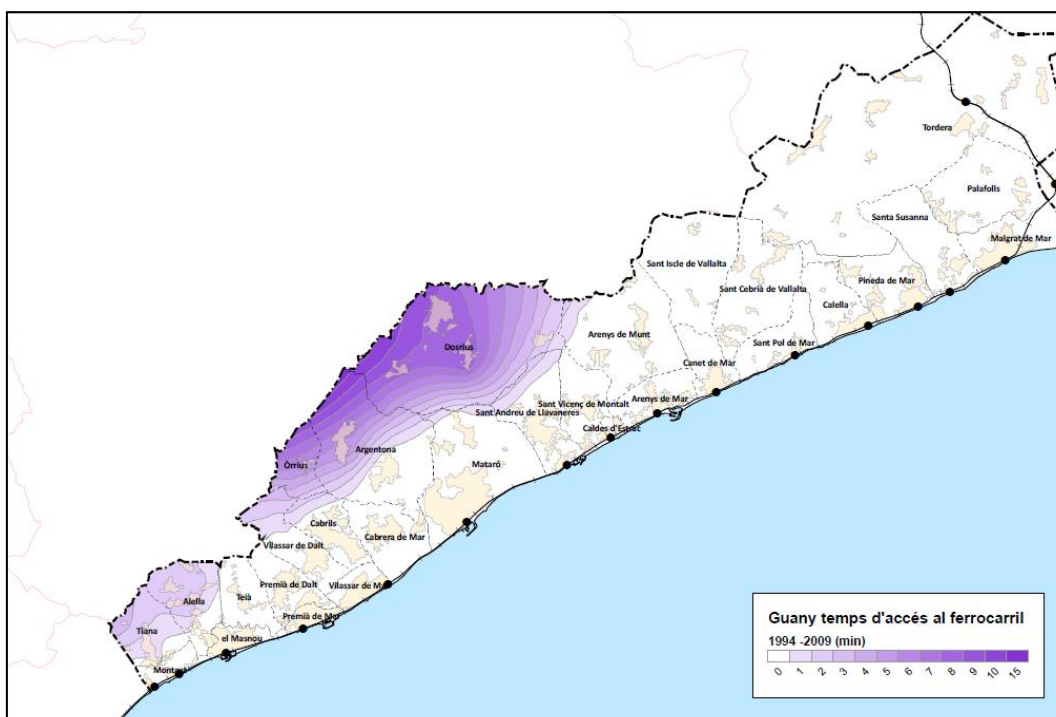 Tordera
Palafolls
Santa Susanna
Malgrat de Mar
Sant Iscle de Vallalta
Pineda de Mar
Sant Cebrià de Vallalta
Calella
Arenys de Munt
Sant Pol de Mar
Dosrius
Canet de Mar
Arenys de Mar
Sant Vicenç de Montalt
Sant Andreu de Llavaneres
Caldes d'Estrac
Argentona
Òrrius
Mataró
Cabrils
Cabrera de Mar
Vilassar de Dalt
Premià de Dalt
Vilassar de Mar
Alella
Teià
Premià de Mar
Tiana
el Masnou
Guany temps d'accés al ferrocarril
1994 -2009 (min)
0 1 2 3 4 5 6 7 8 9 10 15